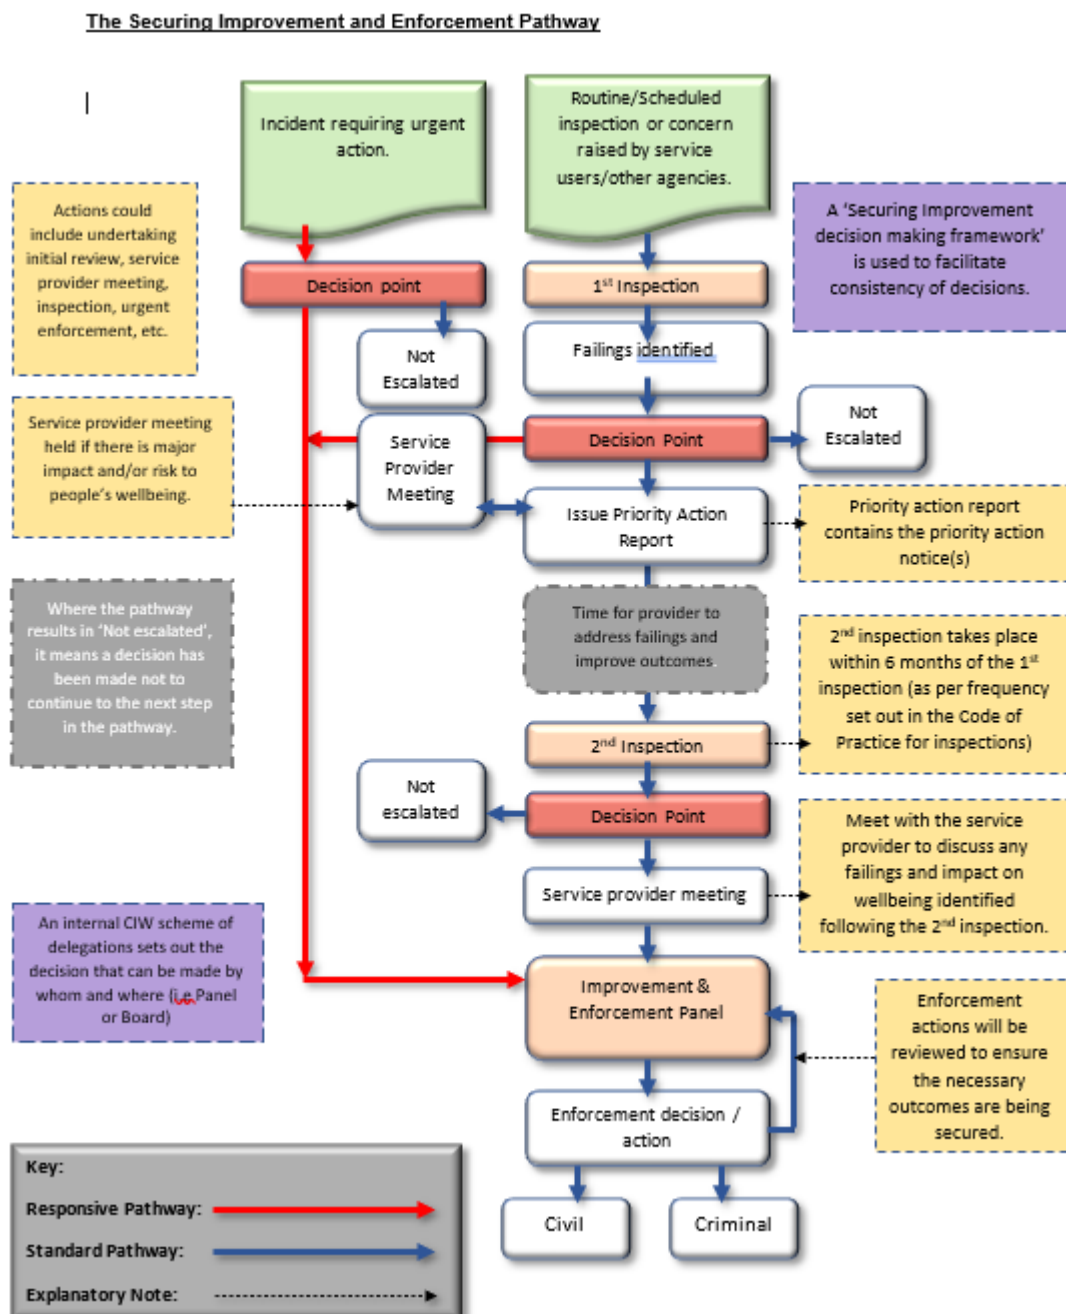 The Securing Improvement and Enforcement Pathway
Incident requiring urgent
action.
Routine/Scheduled
inspection or concern
raised by service
users/other agencies.
Actions could
include undertaking
initial review, service
provider meeting,
inspection, urgent
enforcement, etc.
A ‘Securing Improvement
decision making framework’
is used to facilitate
consistency of decisions.
Decision point
1st Inspection
Not
Escalated
Failings identified
Service provider meeting
held if there is major
impact and/or risk to
people’s wellbeing.
Service
Provider
Meeting
Decision Point
Not
Escalated
Issue Priority Action
Report
Priority action report
contains the priority action
notice(s)
Where the pathway
results in ‘Not escalated’,
it means a decision has
been made not to
continue to the next step
in the pathway.
Time for provider to
address failings and
improve outcomes.
2nd inspection takes place
within 6 months of the 1st
inspection (as per frequency
set out in the Code of
Practice for inspections)
2nd Inspection
Not
escalated
Decision Point
Meet with the service
provider to discuss any
failings and impact on
wellbeing identified
following the 2nd inspection.
Service provider meeting
An internal CIW scheme of
delegations sets out the
decision that can be made by
whom and where (i.e Panel
or Board)
Improvement &
Enforcement Panel
Enforcement
actions will be
reviewed to ensure
the necessary
outcomes are being
secured.
Enforcement decision /
action
Civil
Criminal
Key:
Responsive Pathway:
Standard Pathway:
Explanatory Note: